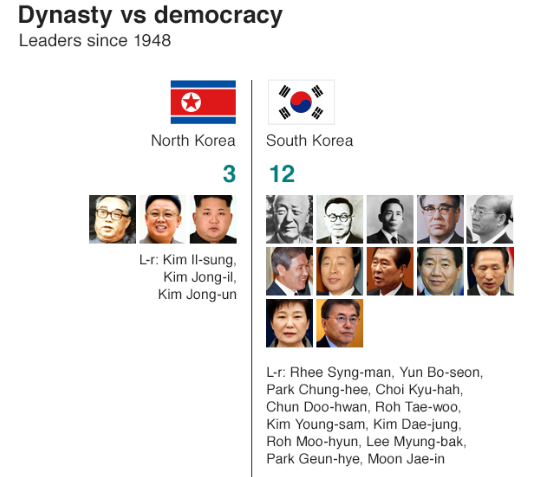 Dynasty vs democracy
Leaders since 1948
North Korea
3
L-r: Kim Il-sung,
Kim Jong-il,
Kim Jong-un
South Korea
12
L-r: Rhee Syng-man, Yun Bo-seon,
Park Chung-hee, Choi Kyu-hah,
Chun Doo-hwan, Roh Tae-woo,
Kim Young-sam, Kim Dae-jung,
Roh Moo-hyun, Lee Myung-bak,
Park Geun-hye, Moon Jae-in